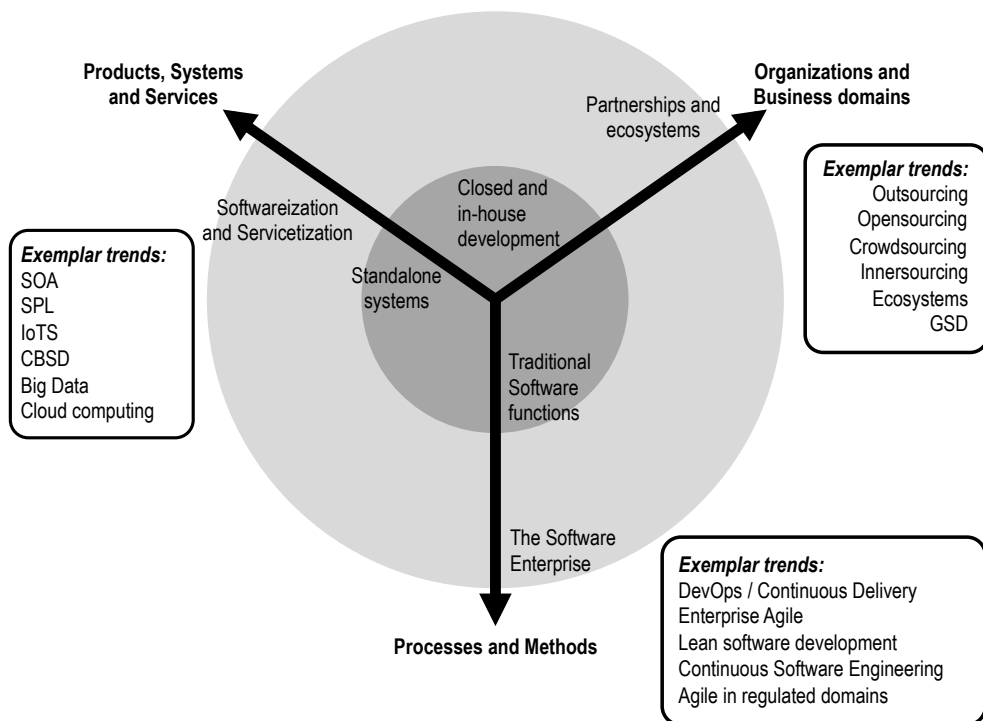 Products, Systems
and Services
Organizations and
Business domains
Partnerships and
ecosystems
Closed and
in-house
development
Softwareization
and Servicetization
Standalone
systems
Exemplar trends:
Outsourcing
Opensourcing
Crowdsourcing
Innersourcing
Ecosystems
GSD
Exemplar trends:
SOA
SPL
IoTS
CBSD
Big Data
Cloud computing
Traditional
Software
functions
The Software
Enterprise
Processes and Methods
Exemplar trends:
DevOps / Continuous Delivery
Enterprise Agile
Lean software development
Continuous Software Engineering
Agile in regulated domains